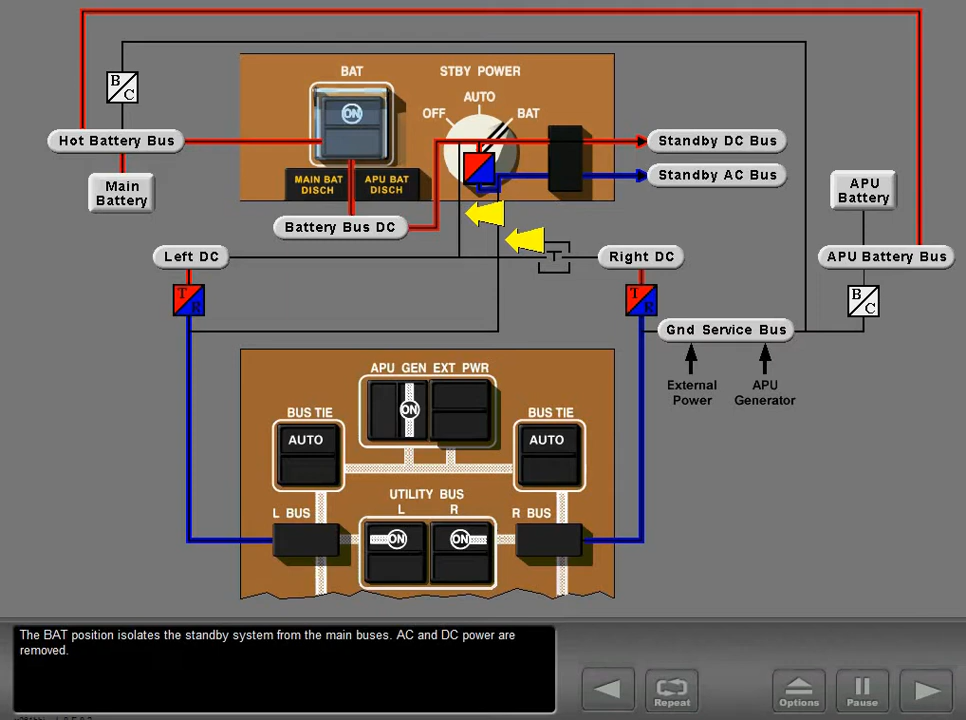 BAT
STBY POWER
AUTO
OFF
BAT
ON
B
C
Hot Battery Bus
Main
Battery
MAIN BAT
DISCH
APU BAT
DISCH
Battery Bus DC
Standby DC Bus
Standby AC Bus
APU
Battery
Left DC
T
Right DC
APU Battery Bus
T
R
T
R
B
C
Gnd Service Bus
External
Power
APU
Generator
APU GEN EXT PWR
ON
BUS TIE
BUS TIE
AUTO
AUTO
UTILITY BUS
L BUS
L
R
R BUS
ON
ON
The BAT position isolates the standby system from the main buses. AC and DC power are
removed.
Repeat
Options
Pause